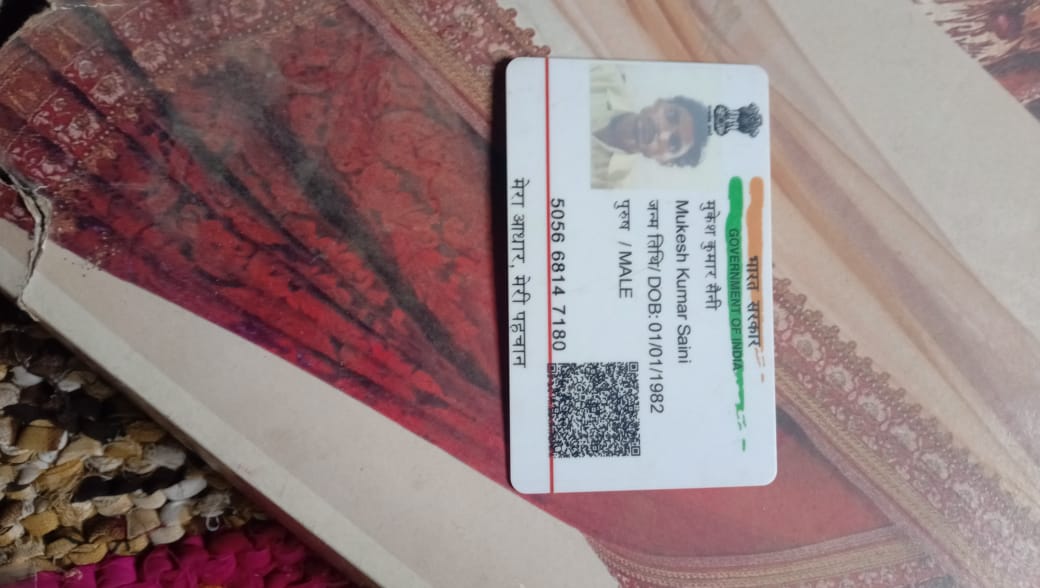 भारत सरकार
GOVERNMENT OF INDIA
मुकेश कुमार सैनी
Mukesh Kumar Saini
जन्म तिथि/ DOB: 01/01/1982
पुरुष / MALE
5056 6814 7180
मेरा आधार, मेरी पहचान